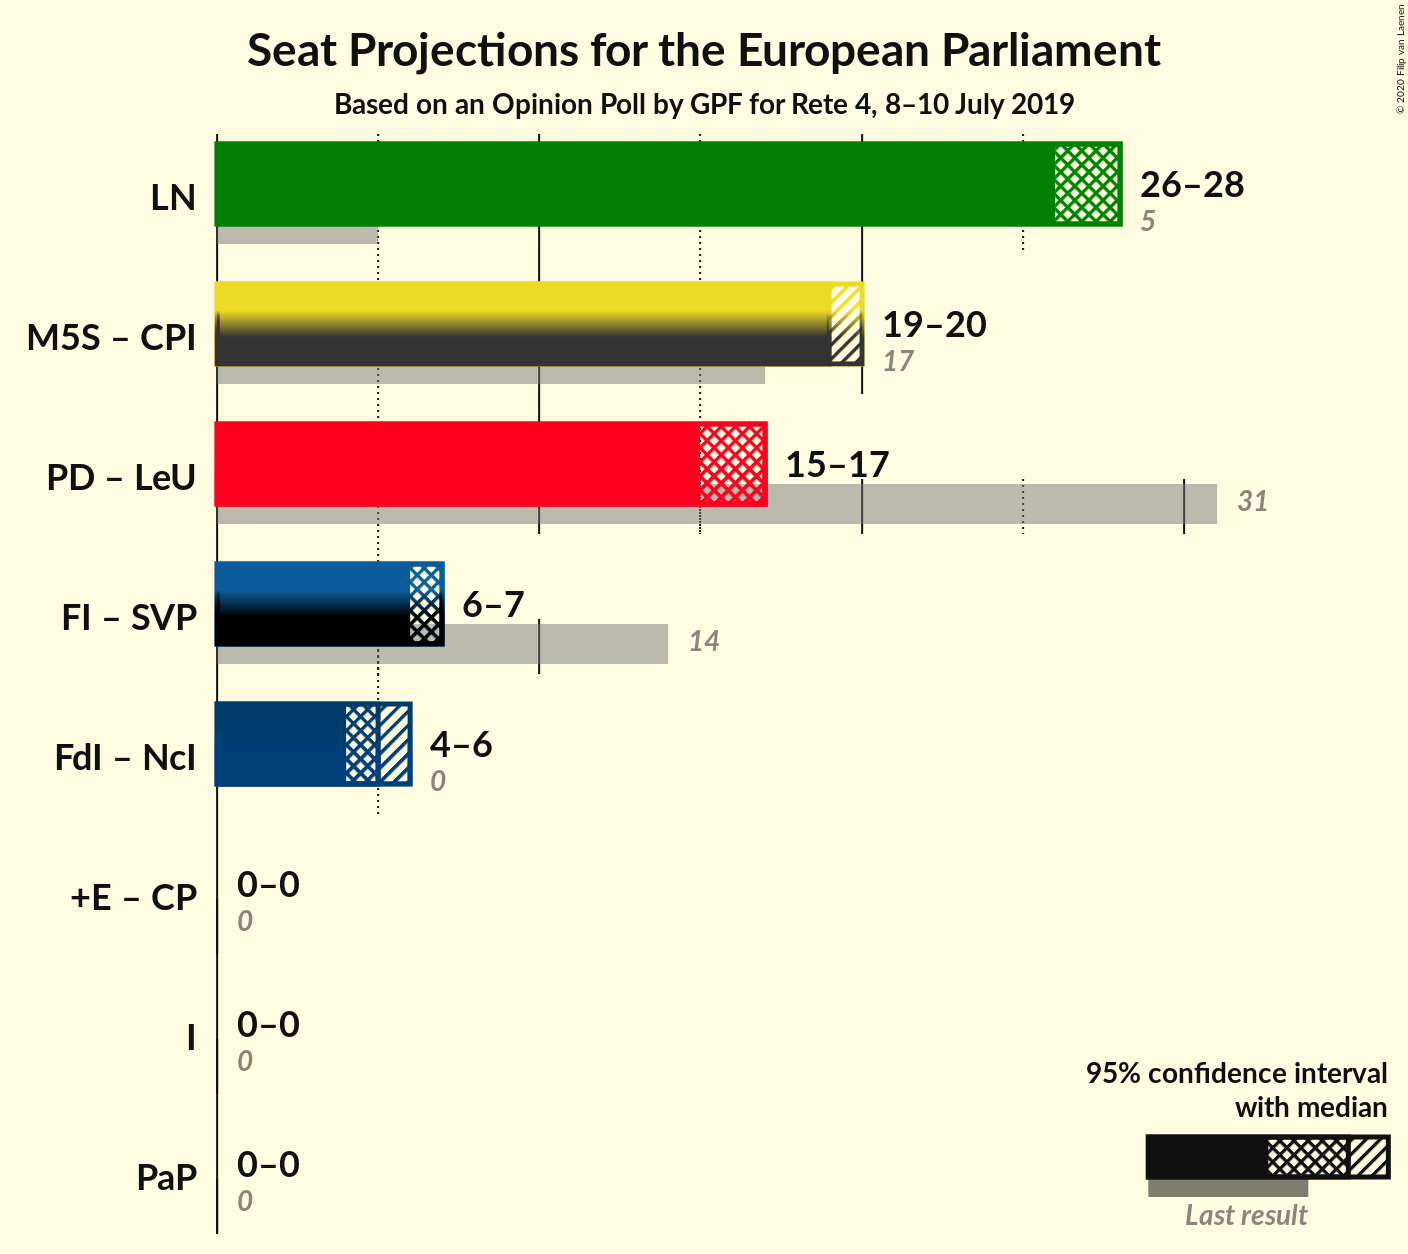 Seat Projections for the European Parliament
Based on an Opinion Poll by GPF for Rete 4, 8–10 July 2019
© 2020 Filip van Laenen
LN
26–28
5
M5S – CPI
19–20
17
PD – LeU
15–17
31
FI – SVP
6–7
14
FdI – NcI
4–6
0
+E – CP
0–0
0
I
0–0
0
PaP
0–0
0
95% confidence interval
with median
Last result